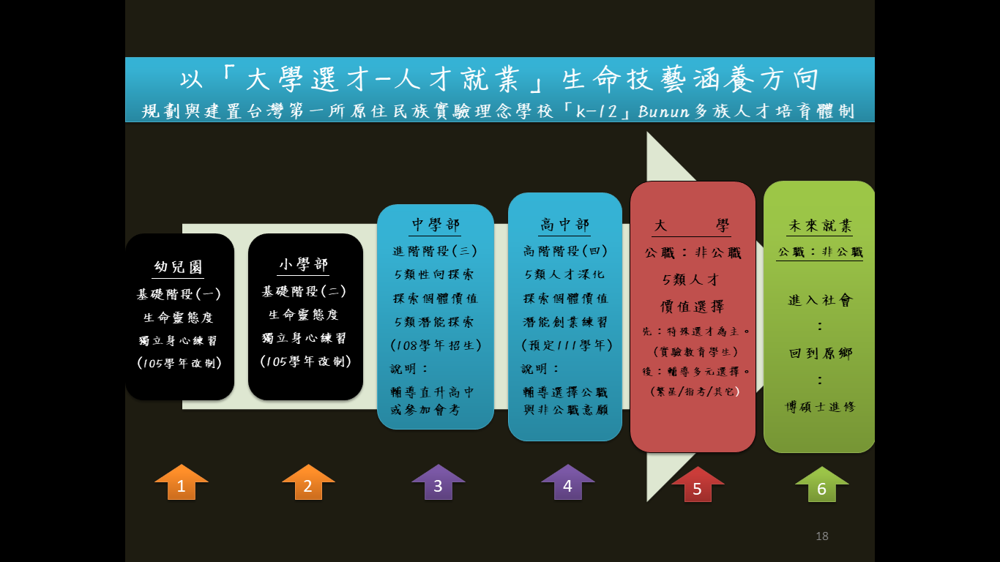 以「大學選才-人才就業」生命技藝涵養方向
規劃與建置台灣第一所原住民族實驗理念學校「k-12」Bunun多族人才培育體制
幼兒園
基礎階段(一)
生命靈態度
獨立身心練習
(105學年改制)
小學部
基礎階段(二)
生命靈態度
獨立身心練習
(105學年改制)
中學部
進階階段(三)
5類性向探索
探索個體價值
5類潛能探索
(108學年招生)
說明：
輔導直升高中
或參加會考
高中部
高階階段(四)
5類人才深化
探索個體價值
潛能創業練習
(預定111學年)
說明：
輔導選擇公職
與非公職意願
大 學
公職：非公職
5類人才
價值選擇
先：特殊選才為主。
(實驗教育學生)
後：輔導多元選擇。
(繁星/指考/其它)
未來就業
公職：非公職
進入社會
：
回到原鄉
：
博碩士進修
1
2
3
4
5
6
18